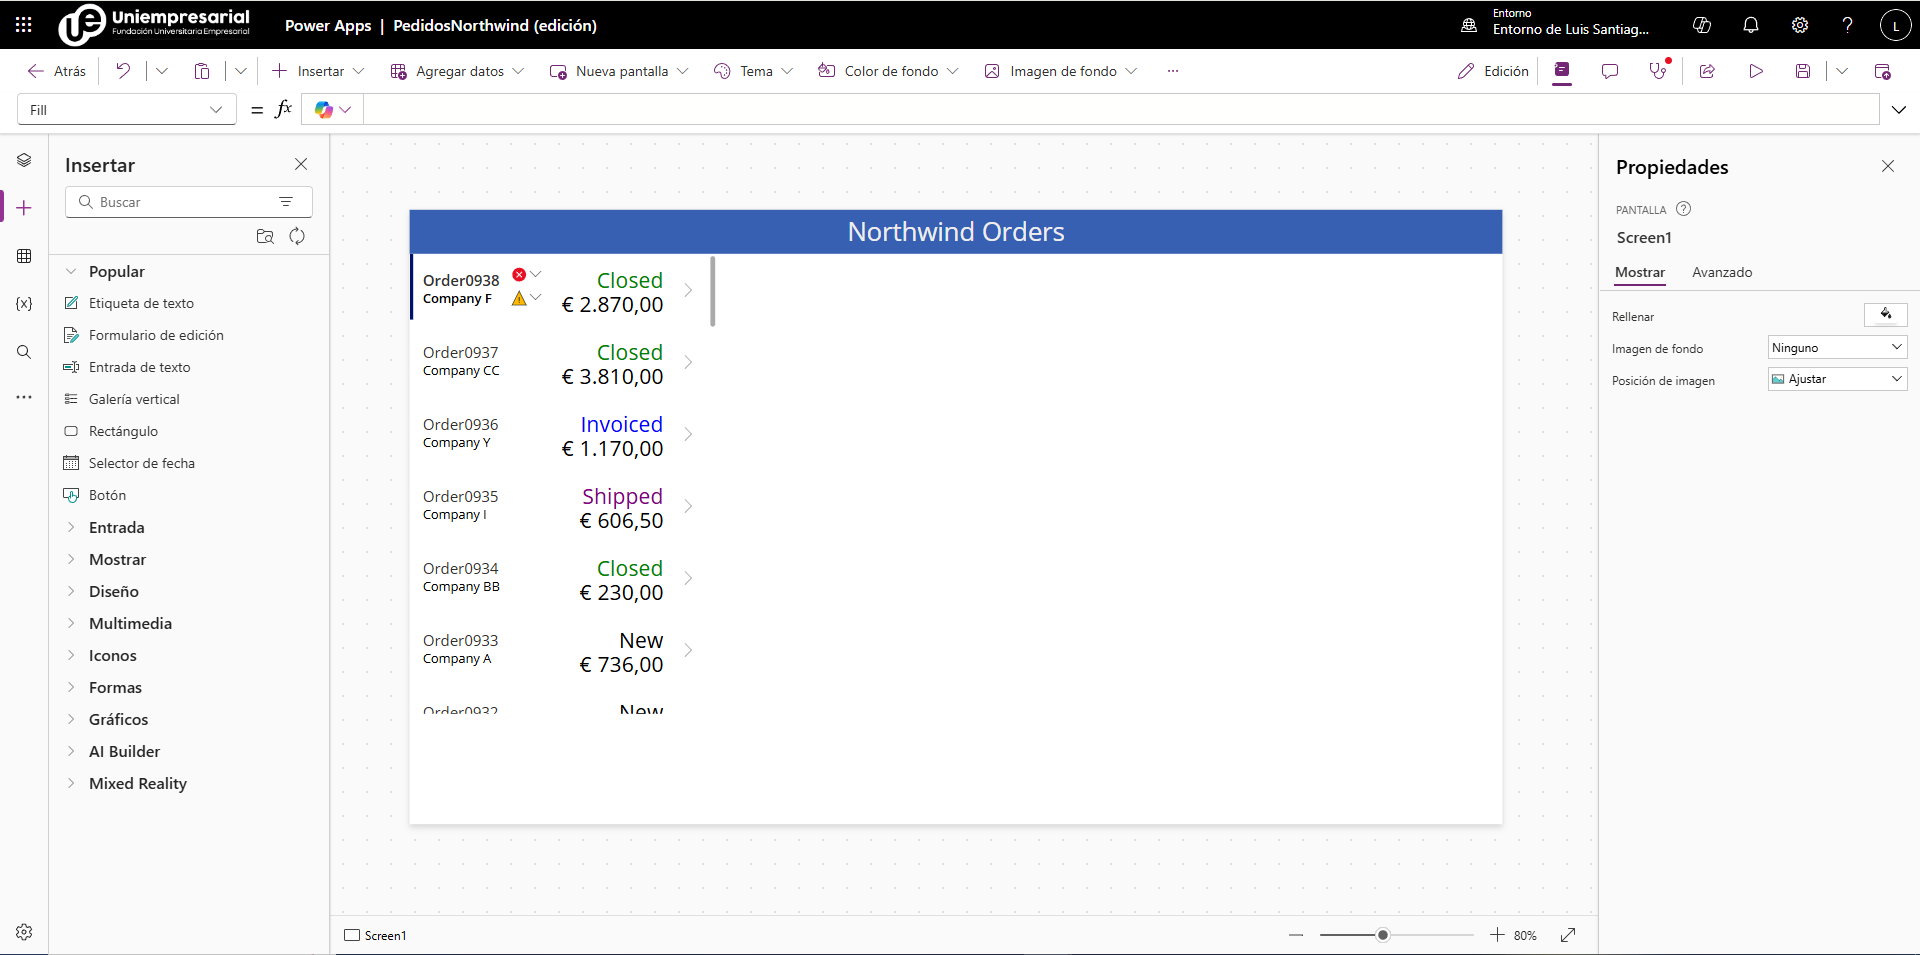 Uniempresarial
Fundación Universitaria Empresarial
Power Apps | PedidosNorthwind (edición)
Entorno
Entorno de Luis Santiag...
L
Atrás
Insertar
Agregar datos
Nueva pantalla
Tema
Color de fondo
Imagen de fondo
...
Edición
Fill
= fx
Insertar
Buscar
Popular
Etiqueta de texto
Formulario de edición
Entrada de texto
Galería vertical
Rectángulo
Selector de fecha
Botón
Entrada
Mostrar
Diseño
Multimedia
Iconos
Formas
Gráficos
AI Builder
Mixed Reality
Northwind Orders
Order0938
Closed
Company F
€ 2.870,00
Order0937
Closed
Company CC
€ 3.810,00
Order0936
Invoiced
Company Y
€ 1.170,00
Order0935
Shipped
Company I
€ 606,50
Order0934
Closed
Company BB
€ 230,00
Order0933
New
Company A
€ 736,00
Order0932
New
Screen1
80%
Propiedades
PANTALLA
Screen1
Mostrar
Avanzado
Rellenar
Imagen de fondo
Ninguno
Posición de imagen
Ajustar